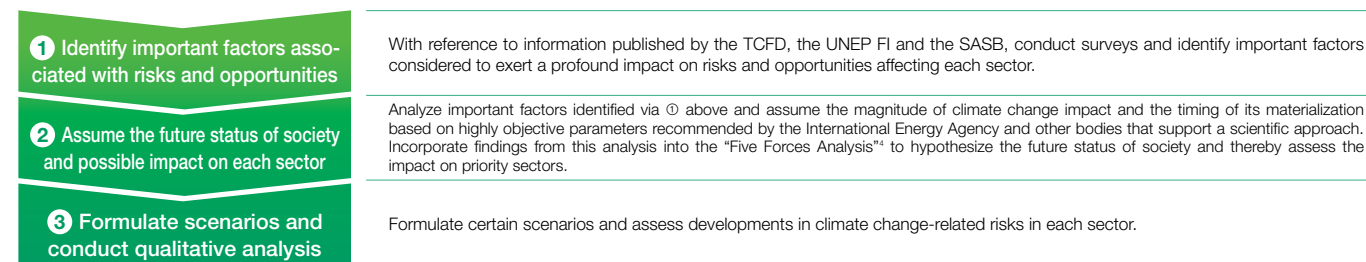 ① Identify important factors asso-
ciated with risks and opportunities
With reference to information published by the TCFD, the UNEP FI and the SASB, conduct surveys and identify important factors
considered to exert a profound impact on risks and opportunities affecting each sector.
② Assume the future status of society
and possible impact on each sector
Analyze important factors identified via ① above and assume the magnitude of climate change impact and the timing of its materialization
based on highly objective parameters recommended by the International Energy Agency and other bodies that support a scientific approach.
Incorporate findings from this analysis into the “Five Forces Analysis”⁴ to hypothesize the future status of society and thereby assess the
impact on priority sectors.
③ Formulate scenarios and
conduct qualitative analysis
Formulate certain scenarios and assess developments in climate change-related risks in each sector.